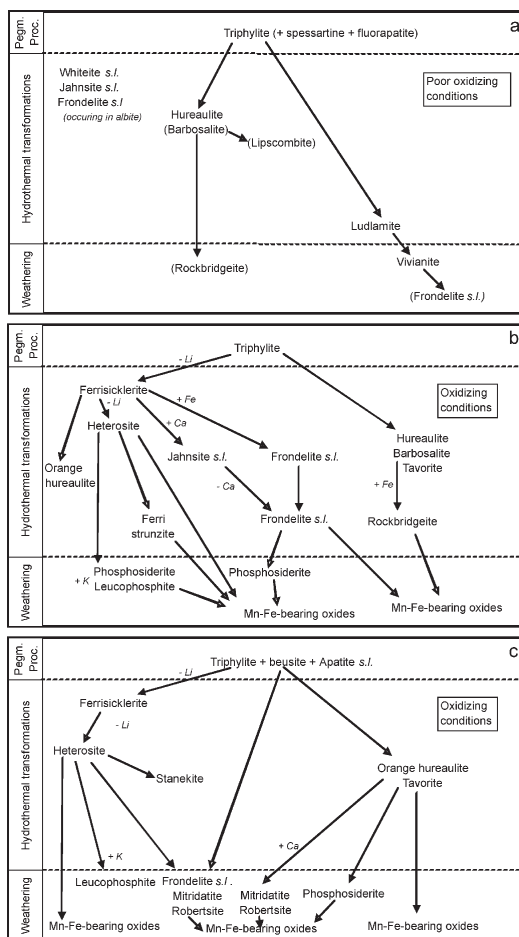 a
Pegm.
Proc.
Triphylite (+ spessartine + fluorapatite)
Hydrothermal transformations
Whiteite s.l.
Jahnsite s.l.
Frondelite s.l
(occuring in albite)
Poor oxidizing
conditions
Hureaulite
(Barbosalite)
(Lipscombite)
Ludlamite
Weathering
(Rockbridgeite)
Vivianite
(Frondelite s.l.)
b
Pegm.
Proc.
Triphylite
- Li
Hydrothermal transformations
Ferrisicklerite
Oxidizing
conditions
- Li
+ Fe
Heterosite
+ Ca
Hureaulite
Barbosalite
Tavorite
Orange
hureaulite
Jahnsite s.l.
Frondelite s.l.
- Ca
+ Fe
Ferri
strunzite
Frondelite s.l.
Rockbridgeite
Weathering
+ K
Phosphosiderite
Leucophosphite
Phosphosiderite
Mn-Fe-bearing oxides
Mn-Fe-bearing oxides
c
Pegm.
Proc.
Triphylite + beusite + Apatite s.l.
- Li
Hydrothermal transformations
Ferrisicklerite
Oxidizing
conditions
- Li
Heterosite
Stanekite
Orange hureaulite
Tavorite
+ K
+ Ca
Weathering
Leucophosphite
Frondelite s.l .
Mitridatite
Robertsite
Mitridatite
Robertsite
Phosphosiderite
Mn-Fe-bearing oxides
Mn-Fe-bearing oxides
Mn-Fe-bearing oxides